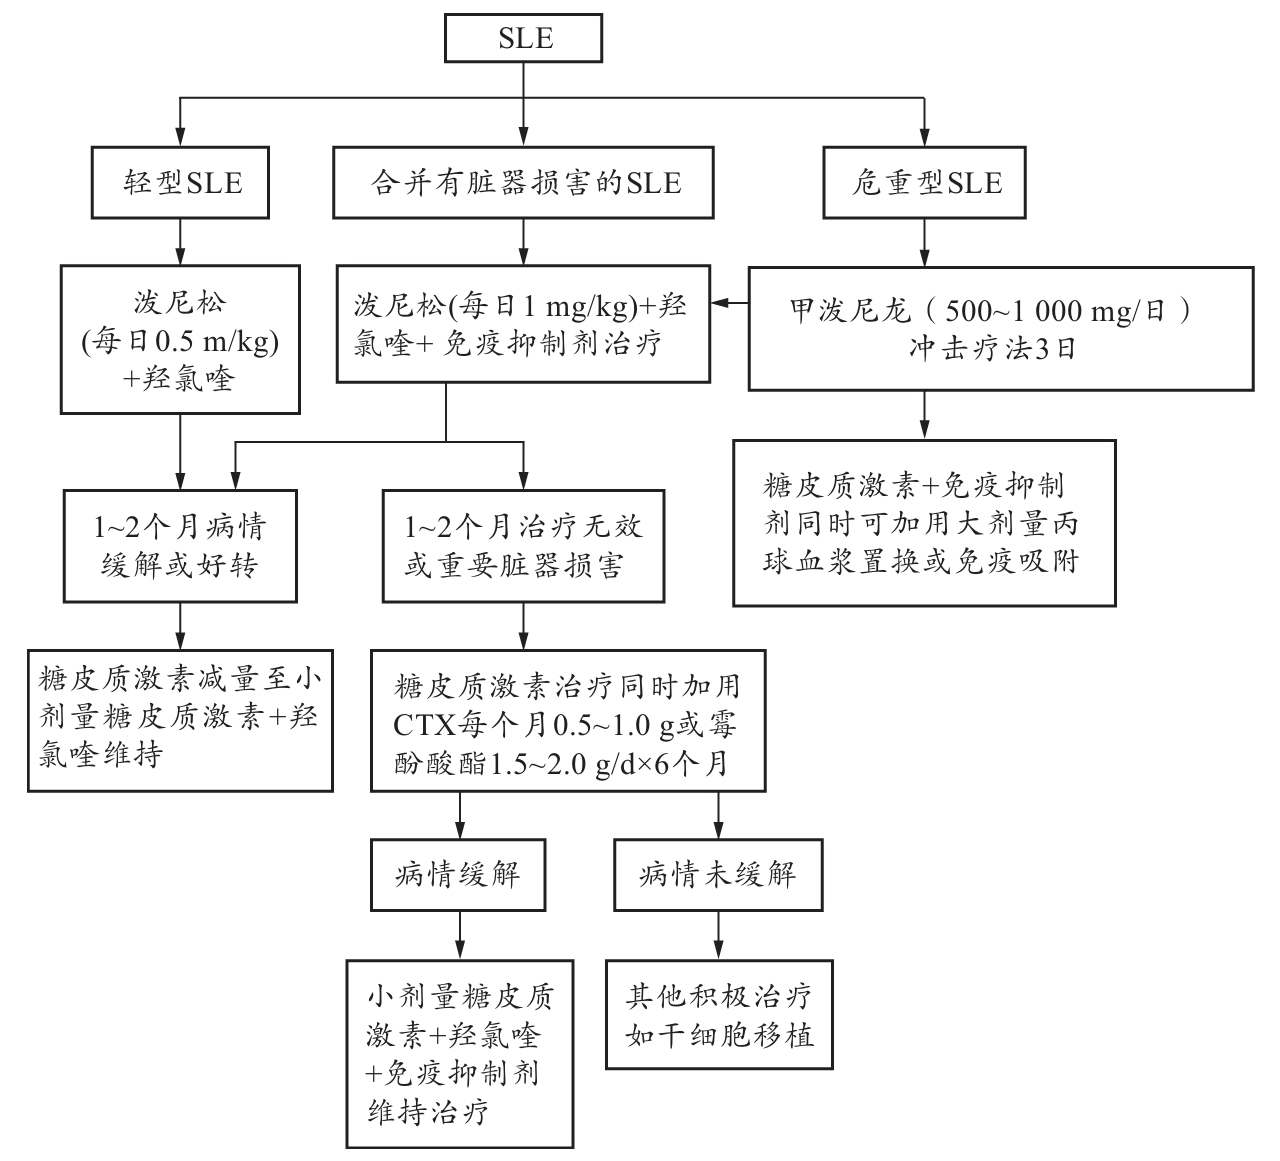 SLE
轻型SLE
合并有脏器损害的SLE
危重型SLE
泼尼松
(每日0.5 m/kg)
+羟氯喹
泼尼松(每日1 mg/kg)+羟
氯喹+ 免疫抑制剂治疗
甲泼尼龙（500~1 000 mg/日）
冲击疗法3日
1~2个月病情
缓解或好转
1~2个月治疗无效
或重要脏器损害
糖皮质激素+免疫抑制
剂同时可加用大剂量丙
球血浆置换或免疫吸附
糖皮质激素减量至小
剂量糖皮质激素+羟
氯喹维持
糖皮质激素治疗同时加用
CTX每个月0.5~1.0 g或霉
酚酸酯1.5~2.0 g/d×6个月
病情缓解
病情未缓解
小剂量糖皮质
激素+羟氯喹
+免疫抑制剂
维持治疗
其他积极治疗
如干细胞移植